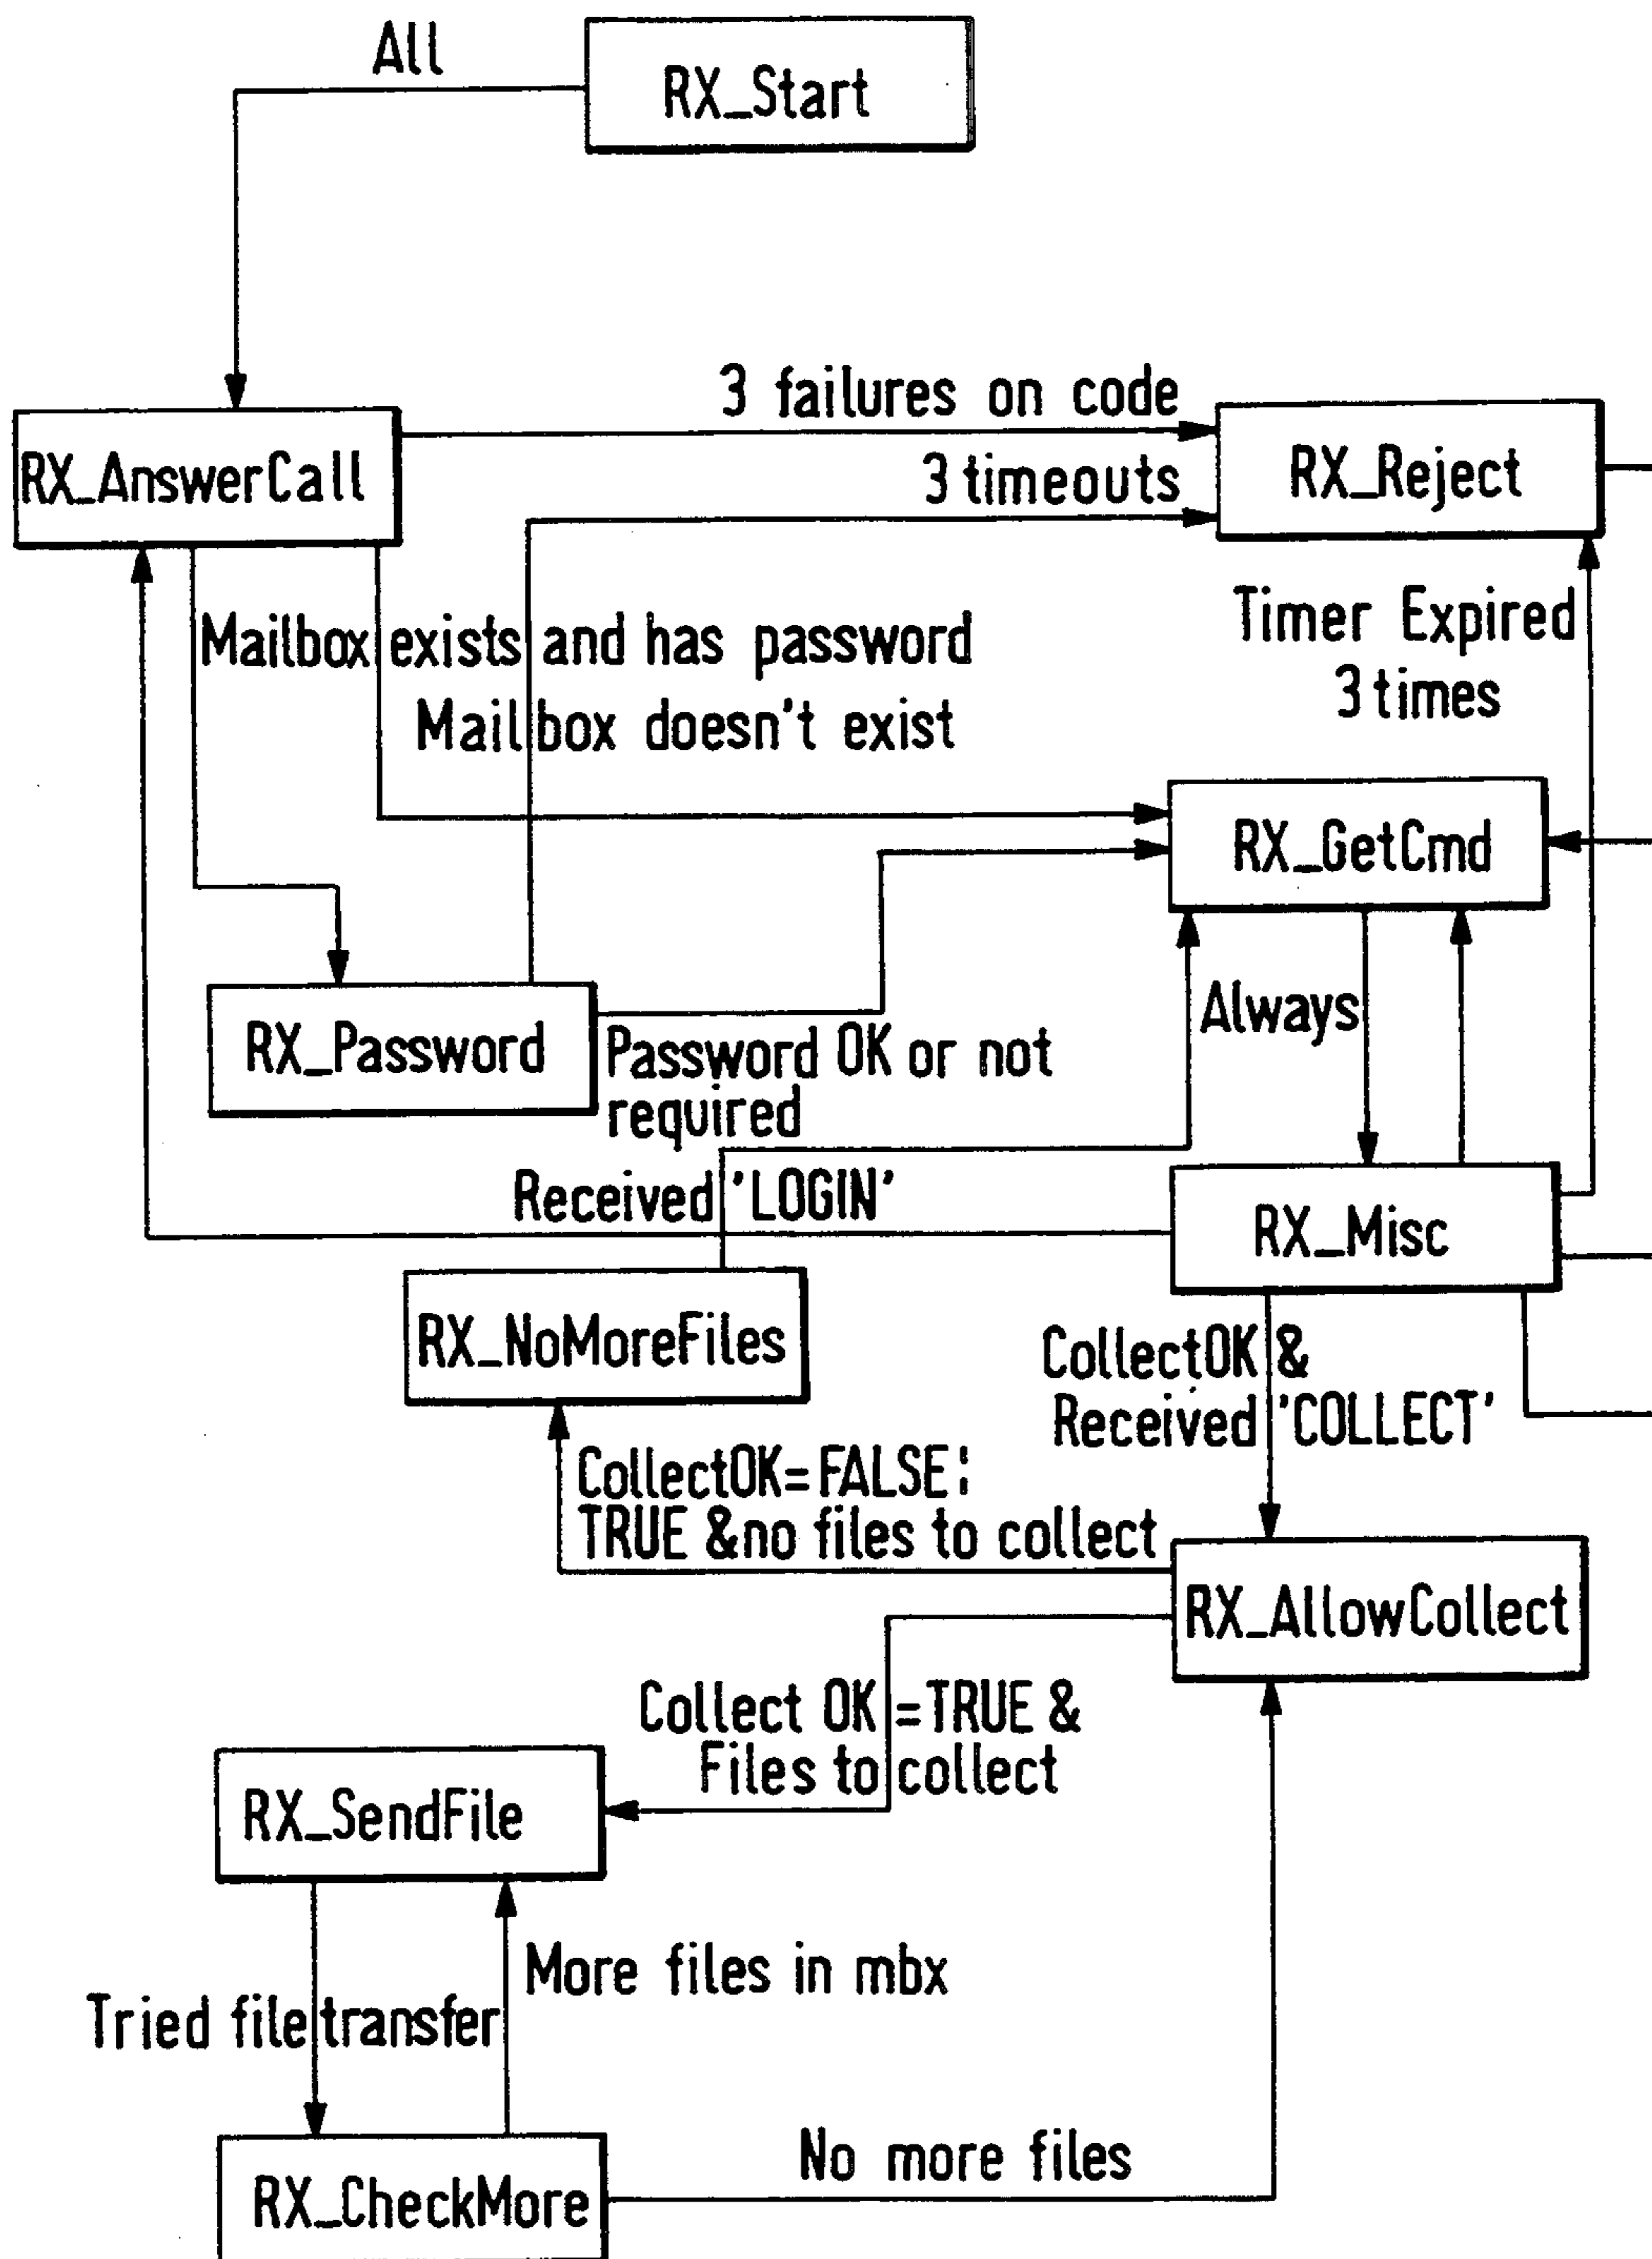 All
RX_Start
3 failures on code
RX_AnswerCall
3 timeouts
RX_Reject
Mailbox exists and has password
Timer Expired
3 times
Mailbox doesn't exist
RX_GetCmd
Always
RX_Password
Password OK or not
required
Received 'LOGIN'
RX_Misc
RX_NoMoreFiles
CollectOK &
Received 'COLLECT'
CollectOK=FALSE¦
TRUE &no files to collect
RX_AllowCollect
Collect OK=TRUE &
Files to collect
RX_SendFile
More files in mbx
Tried file transfer
No more files
RX_CheckMore